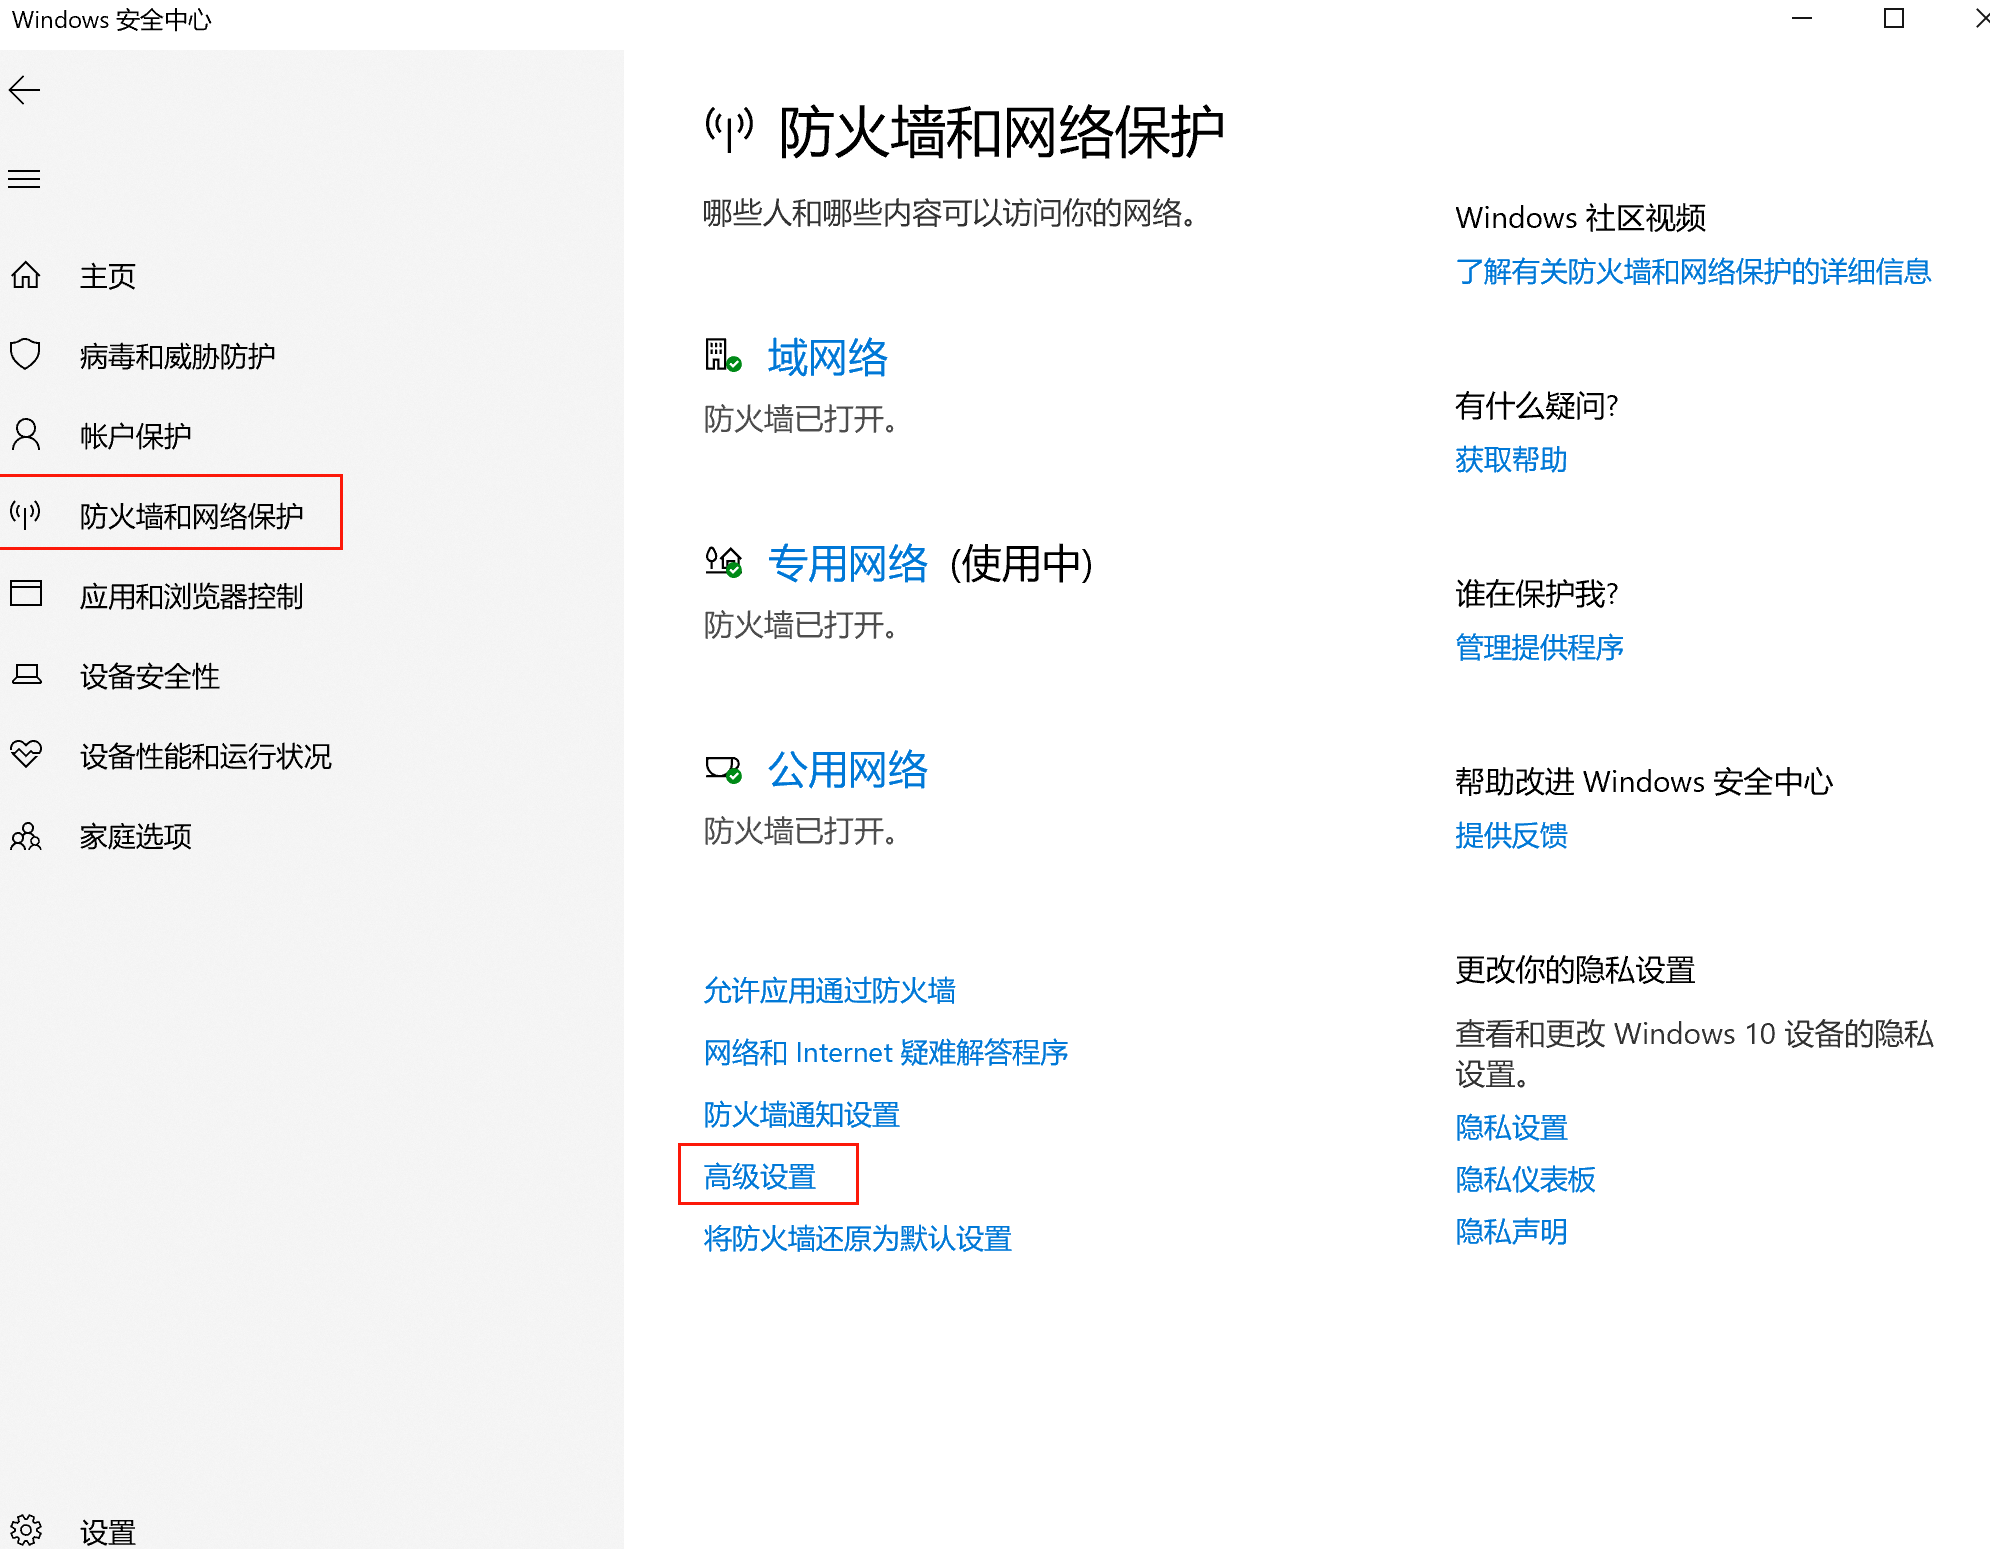 Windows 安全中心
主页
病毒和威胁防护
帐户保护
防火墙和网络保护
应用和浏览器控制
设备安全性
设备性能和运行状况
家庭选项
设置
防火墙和网络保护
哪些人和哪些内容可以访问你的网络。
域网络
防火墙已打开。
专用网络 (使用中)
防火墙已打开。
公用网络
防火墙已打开。
允许应用通过防火墙
网络和 Internet 疑难解答程序
防火墙通知设置
高级设置
将防火墙还原为默认设置
Windows 社区视频
了解有关防火墙和网络保护的详细信息
有什么疑问?
获取帮助
谁在保护我?
管理提供程序
帮助改进 Windows 安全中心
提供反馈
更改你的隐私设置
查看和更改 Windows 10 设备的隐私
设置。
隐私设置
隐私仪表板
隐私声明